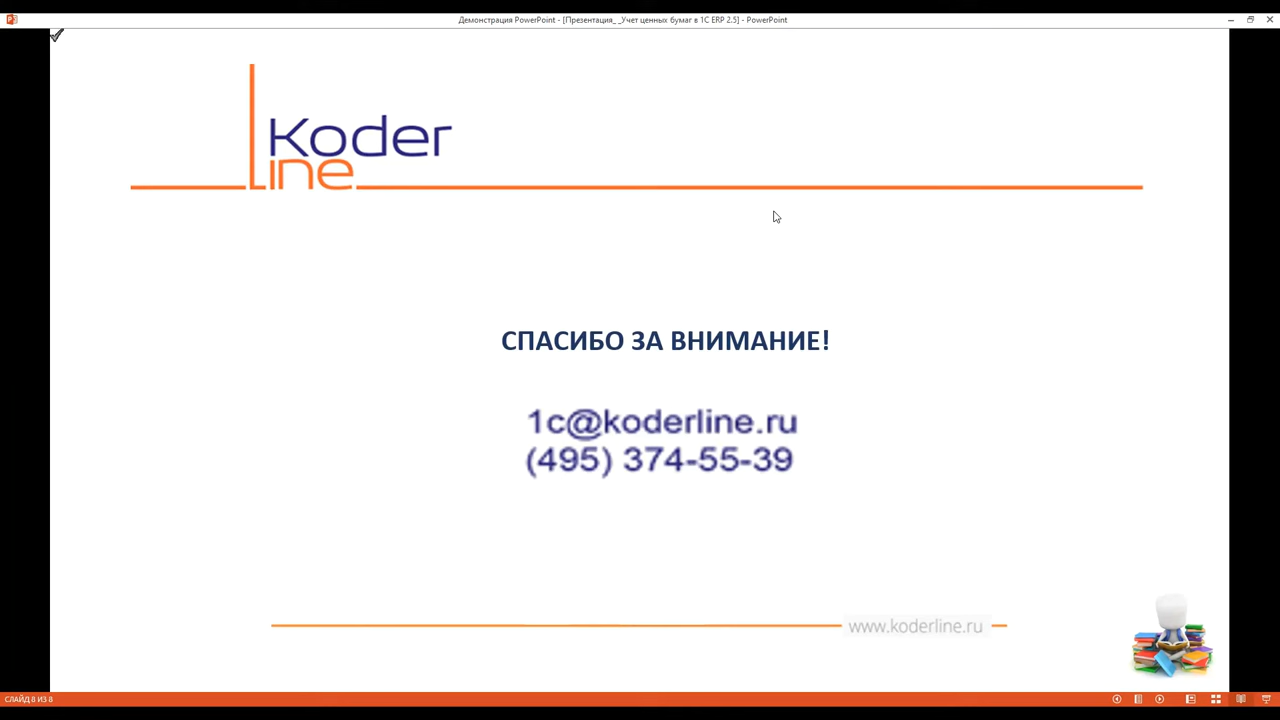 Демонстрация PowerPoint - [Презентация_ _Учет ценных бумаг в 1С ERP 2.5] - PowerPoint
Koder
Line
СПАСИБО ЗА ВНИМАНИЕ!
1c@koderline.ru
(495) 374-55-39
www.koderline.ru
СЛАЙД 8 ИЗ 8